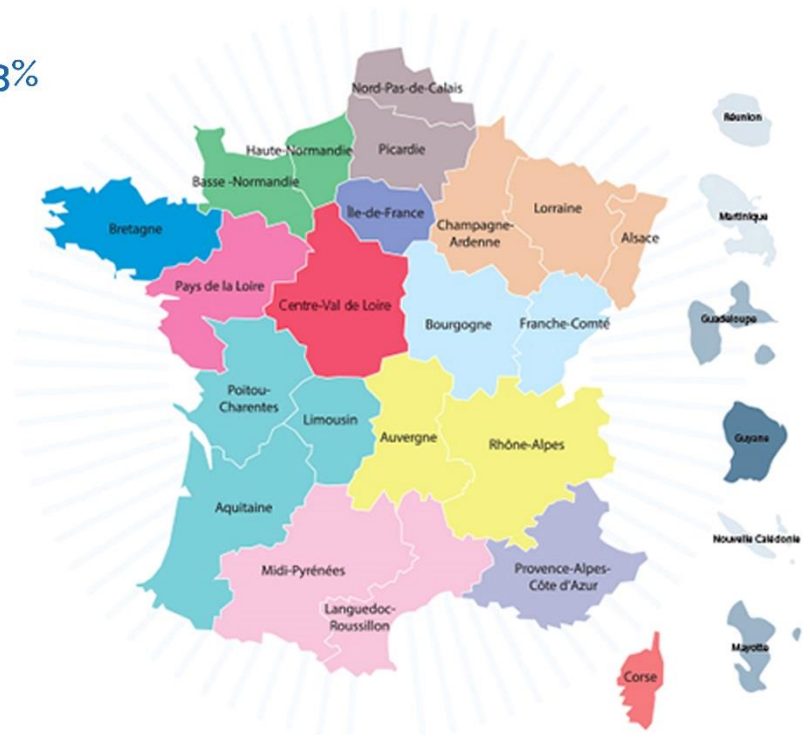 3%
Nord-Pas-de-Calais
Réunion
Haute-Normandie
Picardie
Basse -Normandie
Île-de-France
Lorraine
Martinique
Bretagne
Champagne-
Ardenne
Alsace
Pays de la Loire
Centre-Val de Loire
Bourgogne
Franche-Comté
Guadeloupe
Poitou-
Charentes
Limousin
Auvergne
Rhône-Alpes
Guyane
Aquitaine
Nouvelle Calédonie
Midi-Pyrénées
Provence-Alpes-
Côte d'Azur
Languedoc-
Roussillon
Mayotte
Corse